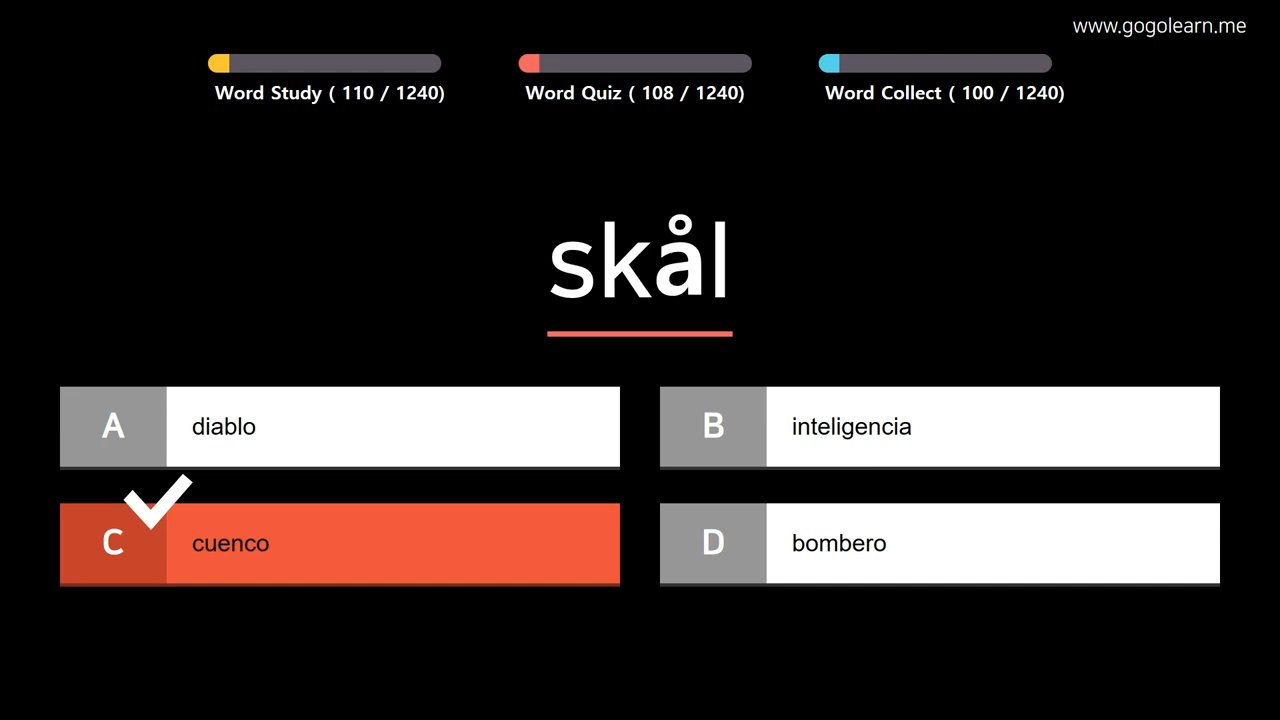 www.gogolearn.me
Word Study ( 110 / 1240)
Word Quiz ( 108 / 1240)
Word Collect ( 100 / 1240)
skål
A diablo
B inteligencia
C cuenco
D bombero